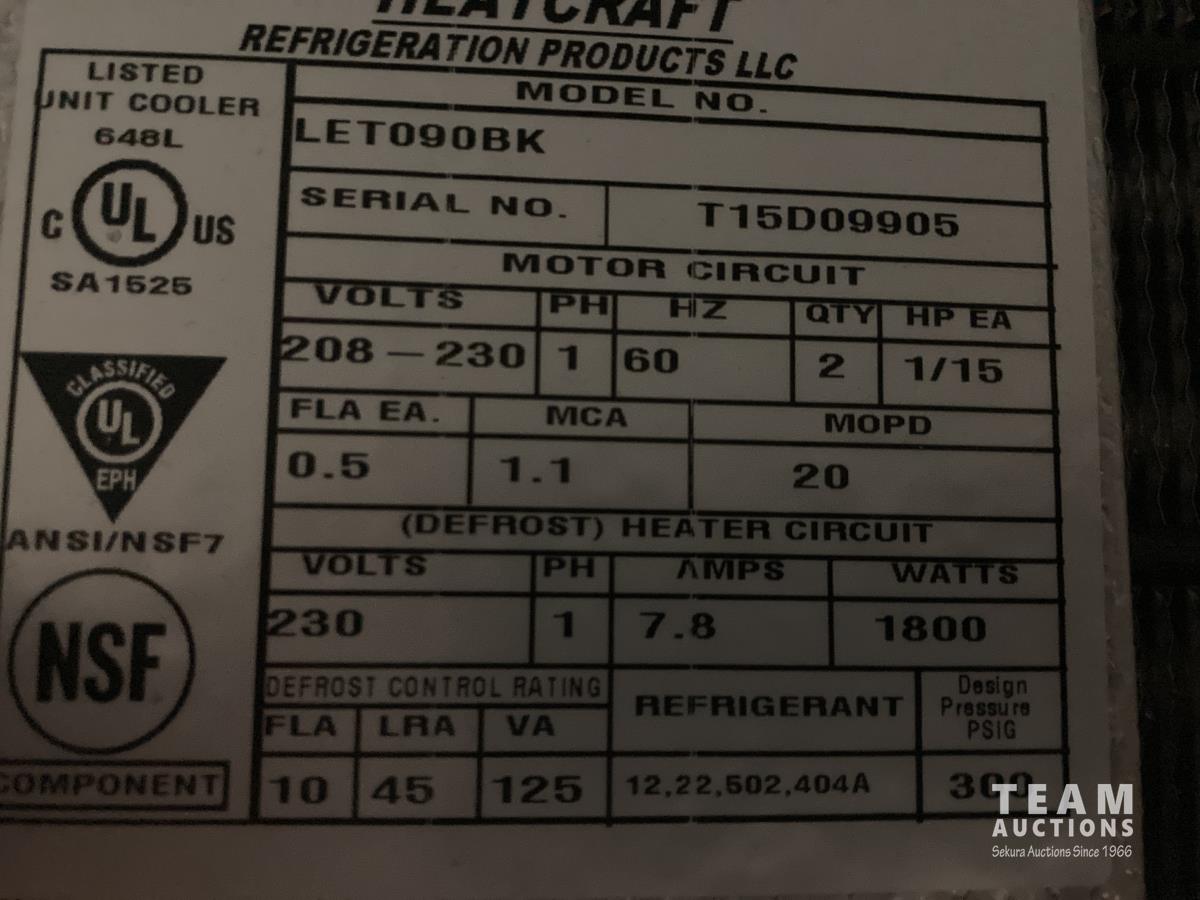 HEATCRAFT
REFRIGERATION PRODUCTS LLC
LISTED
UNIT COOLER
648L
C UL US
SA1525
CLASSIFIED
UL
EPH
ANSI/NSF7
NSF
COMPONENT
MODEL NO.
LET090BK
SERIAL NO. T15D09905
MOTOR CIRCUIT
VOLTS PH HZ QTY HP EA
208-230 1 60 2 1/15
FLA EA. MCA MOPD
0.5 1.1 20
(DEFROST) HEATER CIRCUIT
VOLTS PH AMPS WATTS
230 1 7.8 1800
DEFROST CONTROL RATING
FLA LRA VA
10 45 125
REFRIGERANT
12,22,502,404A
Design
Pressure
PSIG
300
TEAM
AUCTIONS
Sekura Auctions Since 1966